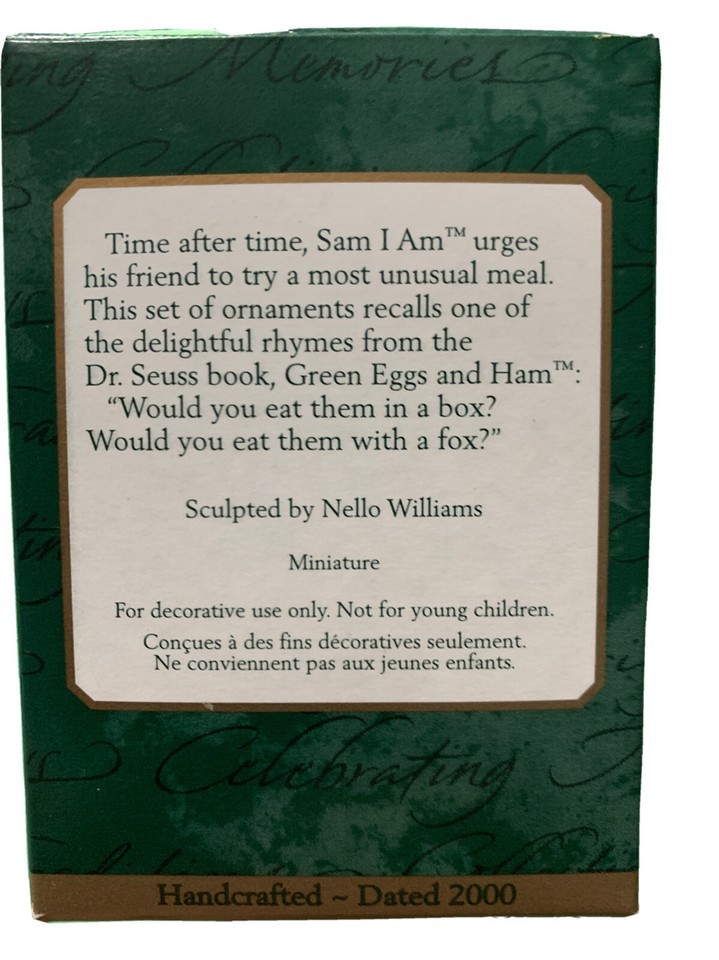 ing Memories
Time after time, Sam I Am™ urges
his friend to try a most unusual meal.
This set of ornaments recalls one of
the delightful rhymes from the
Dr. Seuss book, Green Eggs and Ham™:
“Would you eat them in a box?
Would you eat them with a fox?”
Sculpted by Nello Williams
Miniature
For decorative use only. Not for young children.
Conçues à des fins décoratives seulement.
Ne conviennent pas aux jeunes enfants.
Celebrating
Handcrafted ~ Dated 2000